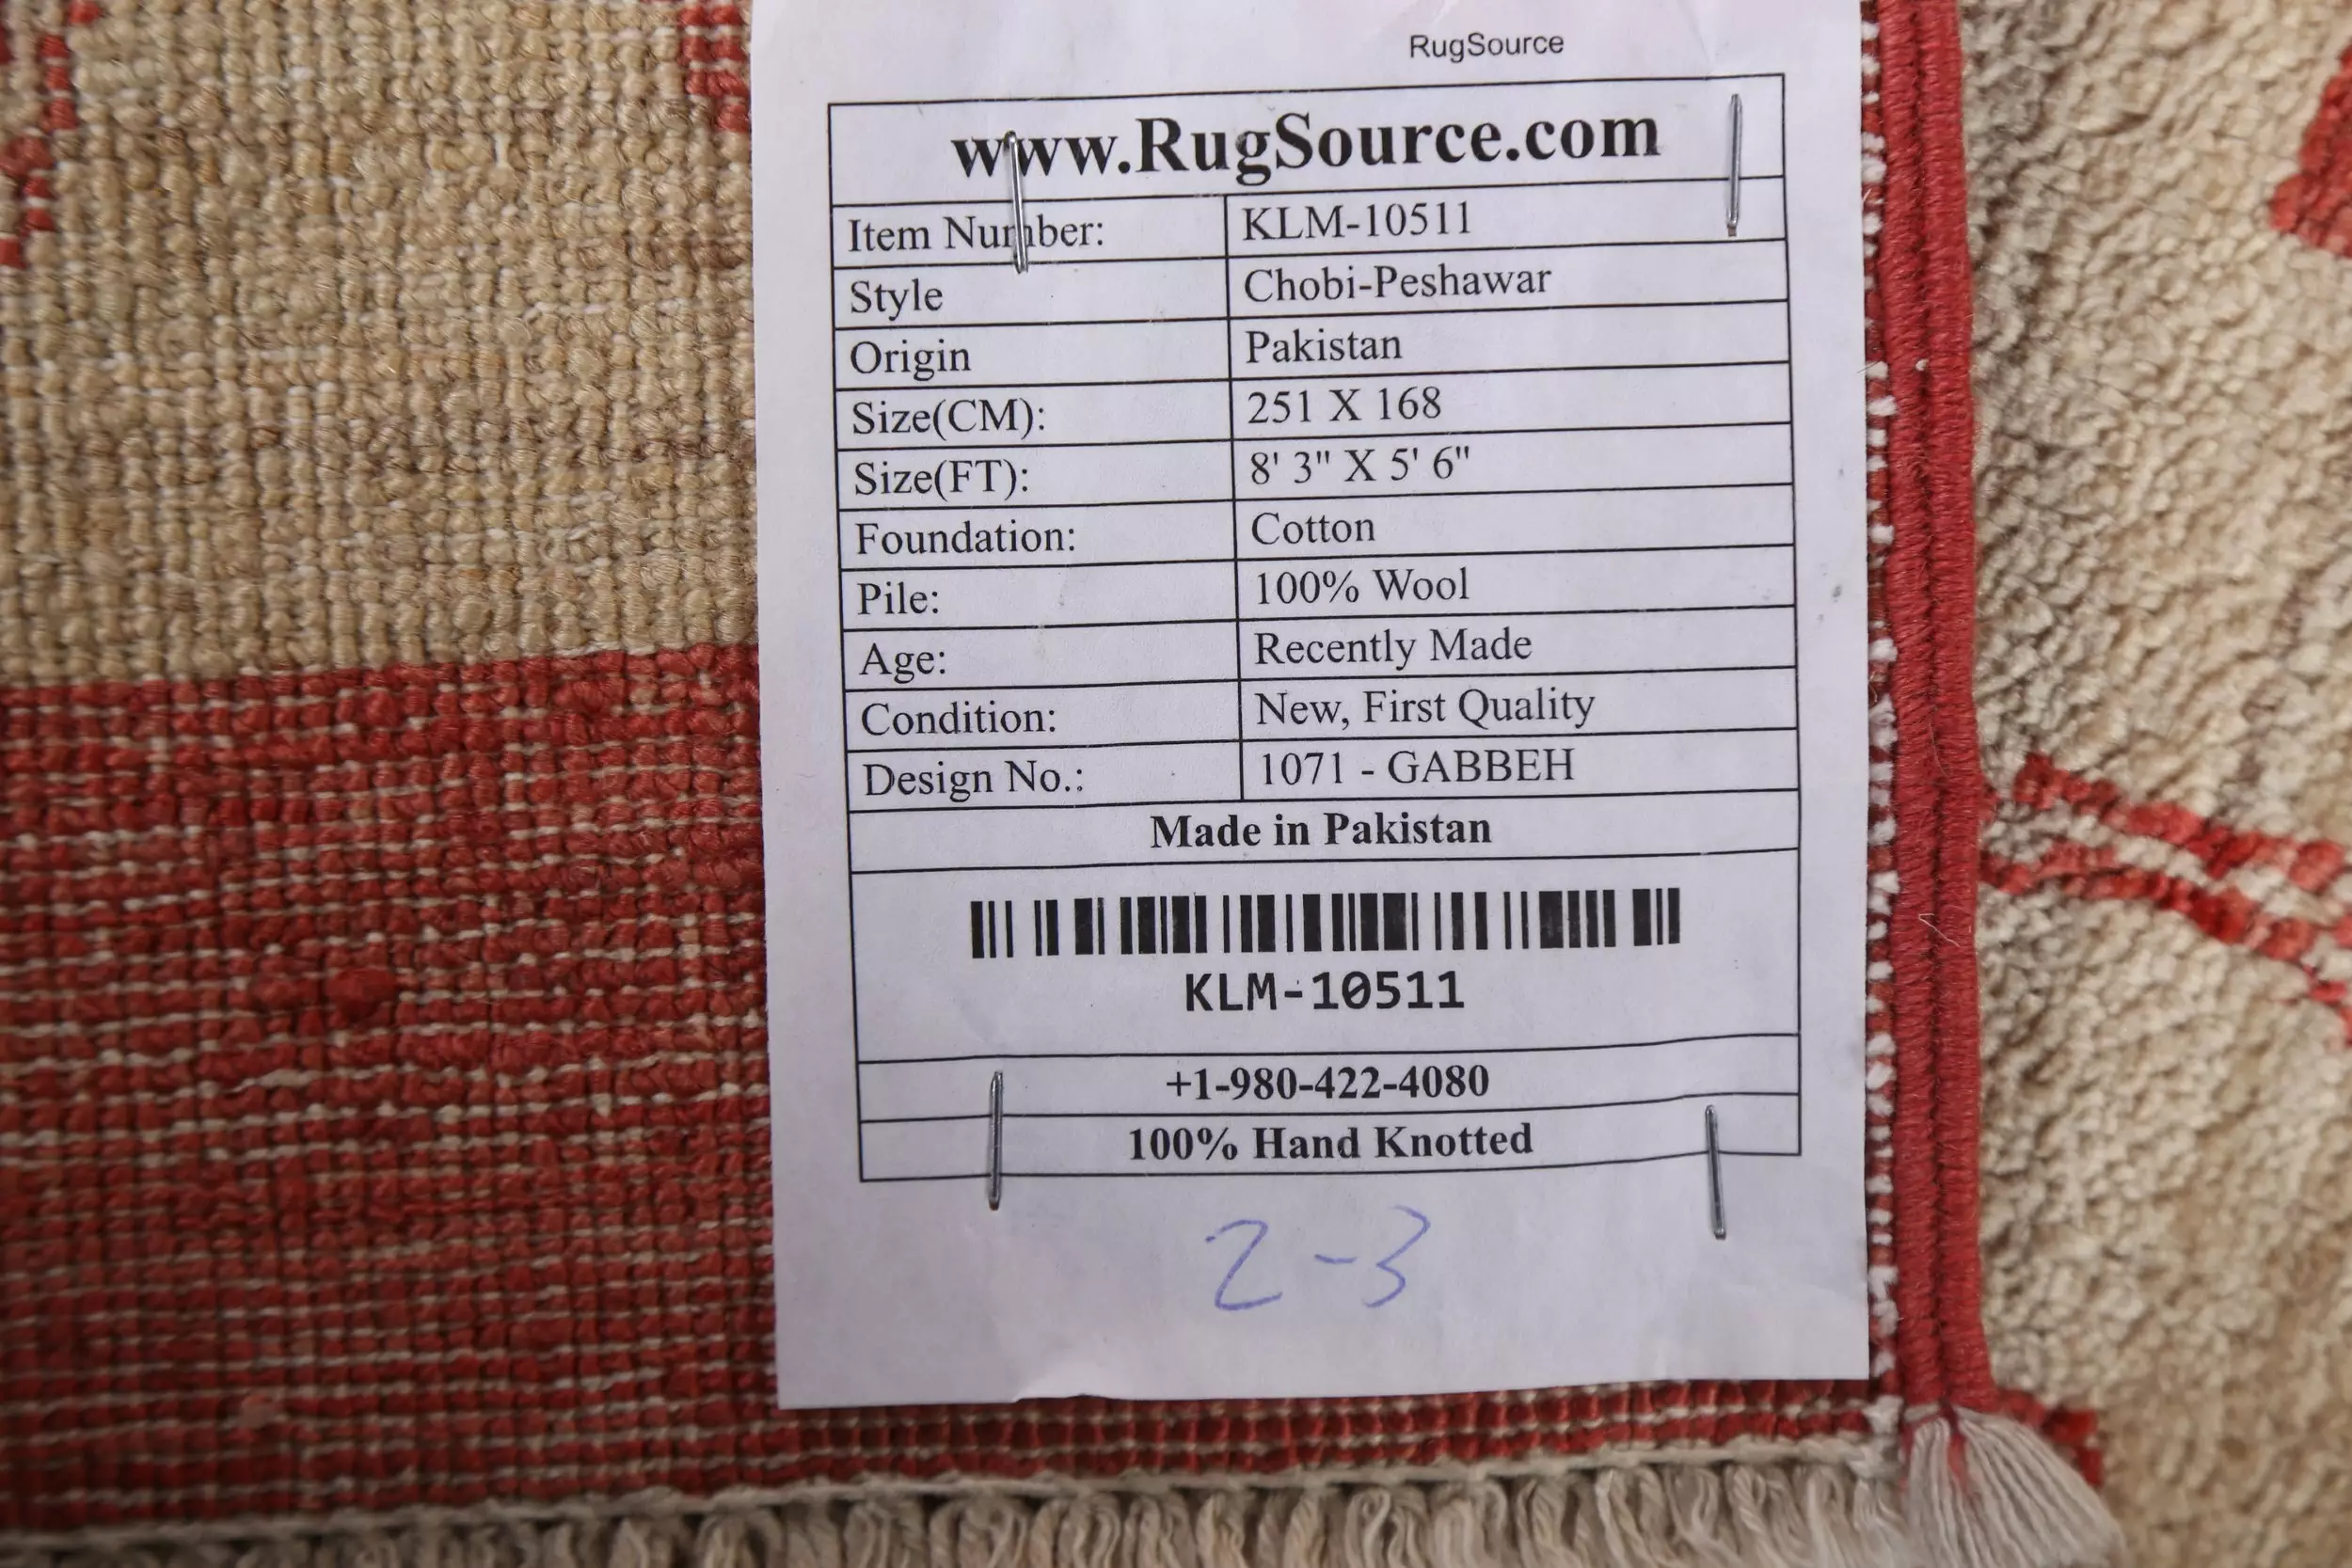 RugSource
www.RugSource.com
Item Number: KLM-10511
Style Chobi-Peshawar
Origin Pakistan
Size(CM): 251 X 168
Size(FT): 8' 3" X 5' 6"
Foundation: Cotton
Pile: 100% Wool
Age: Recently Made
Condition: New, First Quality
Design No.: 1071 - GABBEH
Made in Pakistan
KLM-10511
+1-980-422-4080
100% Hand Knotted
2-3